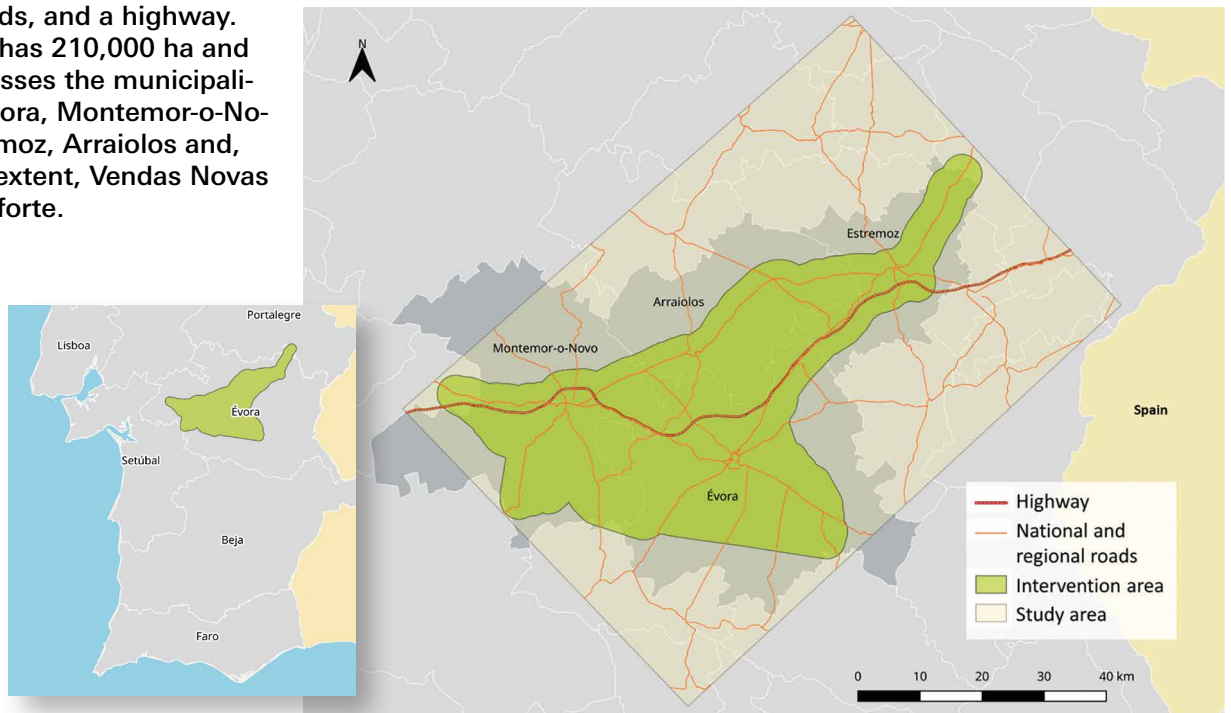 ds, and a highway.
has 210,000 ha and
sses the municipali-
ora, Montemor-o-No-
moz, Arraiolos and,
extent, Vendas Novas
forte.
N
Estremoz
Arraiolos
Montemor-o-Novo
Évora
Spain
Highway
National and
regional roads
Intervention area
Study area
0 10 20 30 40 km
Portalegre
Lisboa
Évora
Setúbal
Beja
Faro